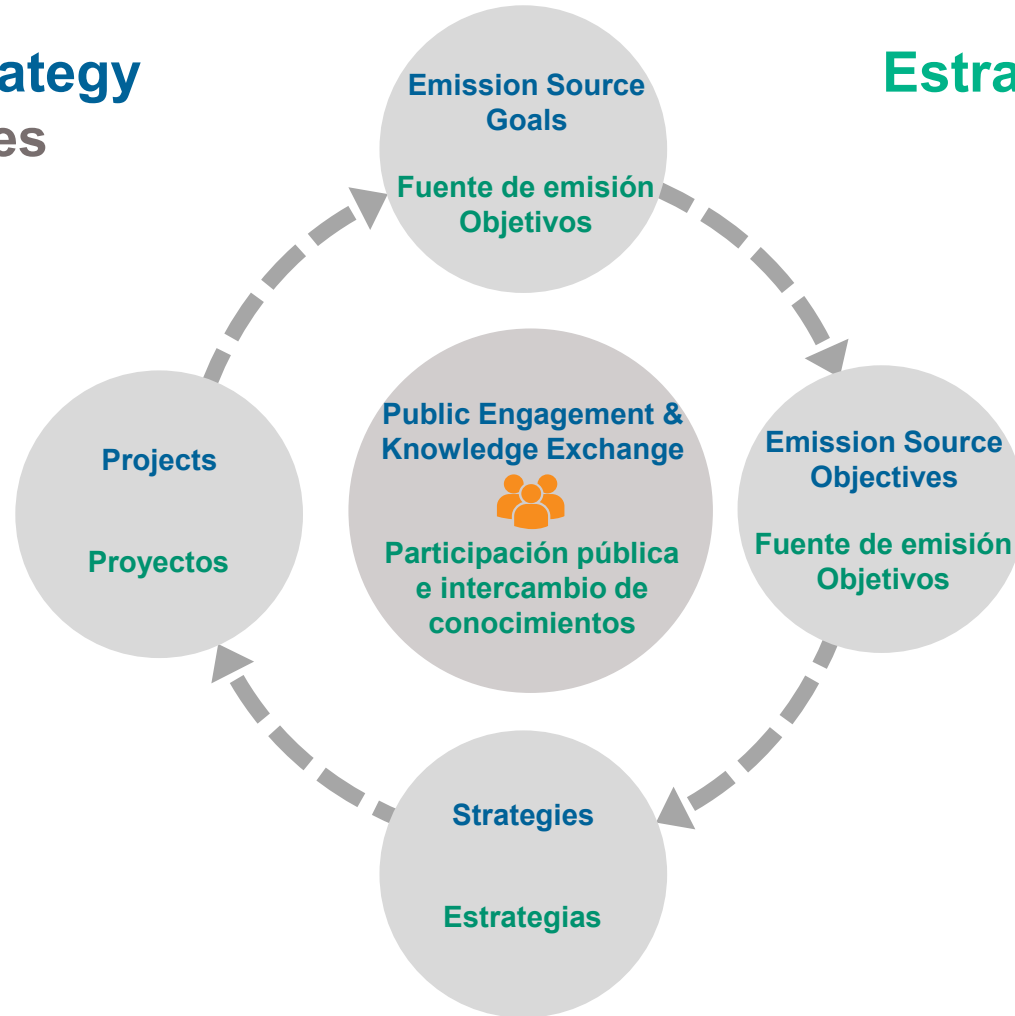 rategy
es
Estra
Emission Source
Goals
Fuente de emisión
Objetivos
Public Engagement &
Knowledge Exchange
Participación pública
e intercambio de
conocimientos
Projects
Proyectos
Emission Source
Objectives
Fuente de emisión
Objetivos
Strategies
Estrategias